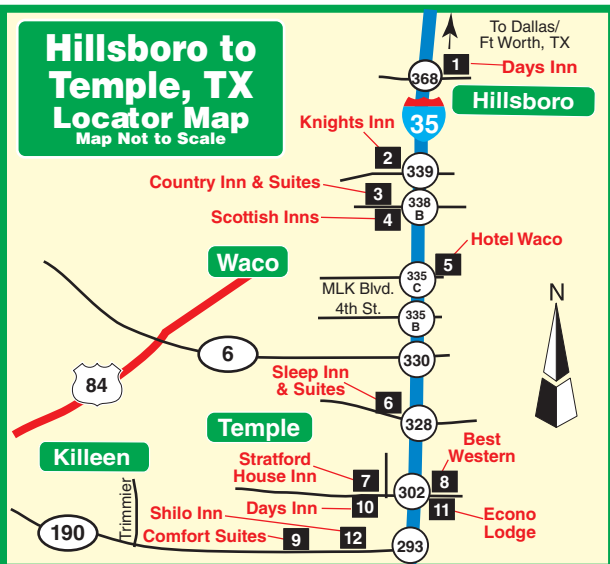 Hillsboro to
Temple, TX
Locator Map
Map Not to Scale
To Dallas/
Ft Worth, TX
1
Days Inn
368
Hillsboro
35
Knights Inn
2
339
Country Inn & Suites
3
338
B
Scottish Inns
4
Hotel Waco
5
Waco
335
C
MLK Blvd.
4th St.
335
B
N
6
330
84
Sleep Inn
& Suites
6
328
Temple
Best
Western
Killeen
Stratford
House Inn
7
8
302
Days Inn
10
11
Econo
Lodge
Trimmier
Shilo Inn
12
190
Comfort Suites
9
293